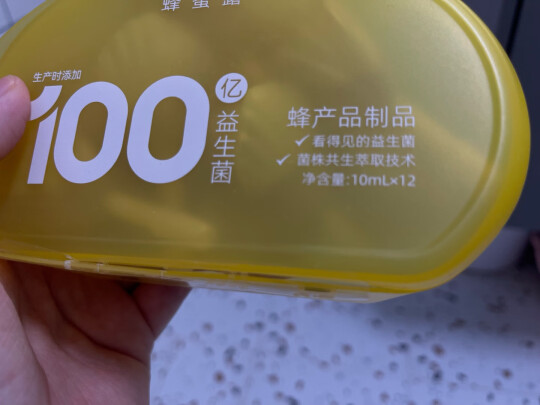 蜂蜜露
生产时添加
100亿
益生菌
蜂产品制品
✓ 看得见的益生菌
✓ 菌株共生萃取技术
净含量:10mL×12